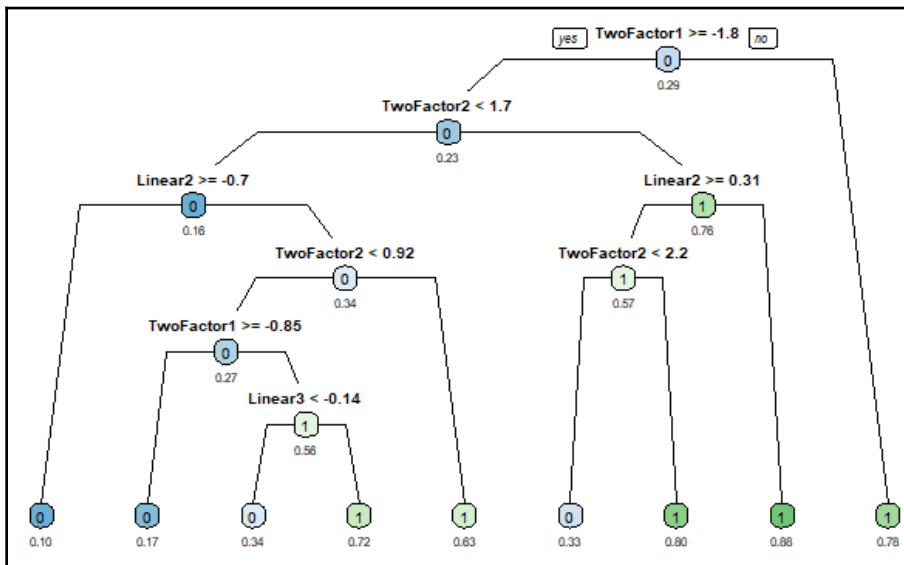 yes TwoFactor1 >= -1.8 no
0
0.29
TwoFactor2 < 1.7
0
0.23
Linear2 >= -0.7 Linear2 >= 0.31
0 1
0.16 0.76
TwoFactor2 < 0.92 TwoFactor2 < 2.2
0 1
0.34 0.57
TwoFactor1 >= -0.85
0
0.27
Linear3 < -0.14
1
0.56
0 0 0 1 1 0 1 1 1
0.10 0.17 0.34 0.72 0.63 0.33 0.80 0.88 0.78